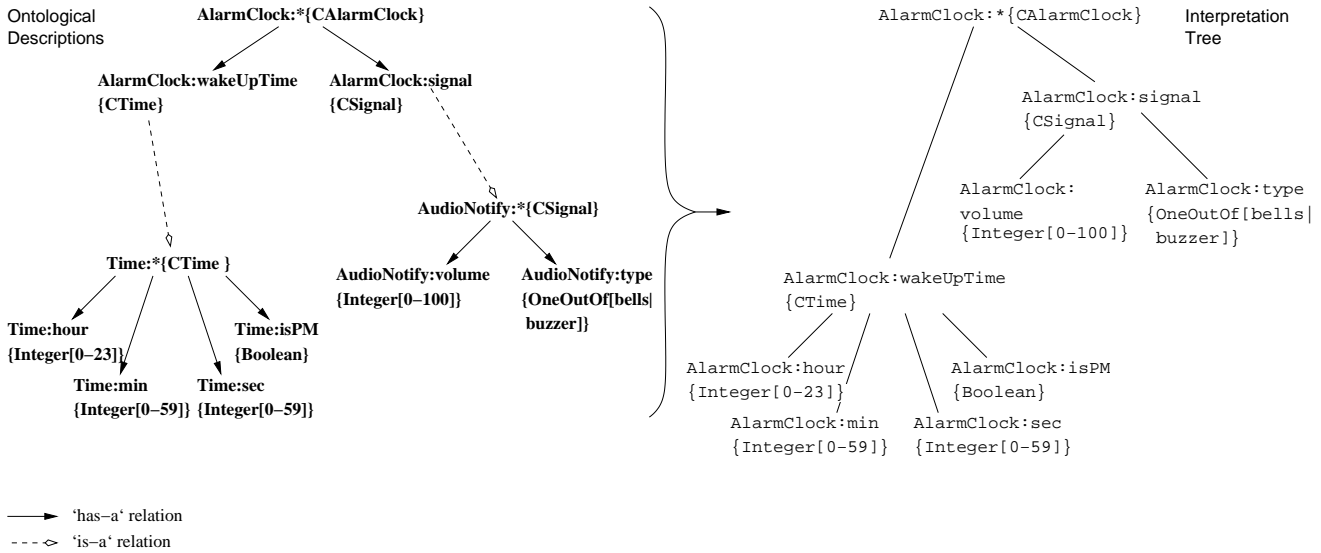 Ontological
Descriptions
AlarmClock:*{CAlarmClock}
AlarmClock:wakeUpTime
{CTime}
AlarmClock:signal
{CSignal}
AudioNotify:*{CSignal}
AudioNotify:volume
{Integer[0−100]}
AudioNotify:type
{OneOutOf[bells|
buzzer]}
Time:*{CTime }
Time:hour
{Integer[0−23]}
Time:isPM
{Boolean}
Time:min
{Integer[0−59]}
Time:sec
{Integer[0−59]}
‘has−a‘ relation
‘is−a‘ relation
AlarmClock:*{CAlarmClock}
Interpretation
Tree
AlarmClock:signal
{CSignal}
AlarmClock:
volume
{Integer[0−100]}
AlarmClock:type
{OneOutOf[bells|
buzzer]}
AlarmClock:wakeUpTime
{CTime}
AlarmClock:hour
{Integer[0−23]}
AlarmClock:isPM
{Boolean}
AlarmClock:min
{Integer[0−59]}
AlarmClock:sec
{Integer[0−59]}